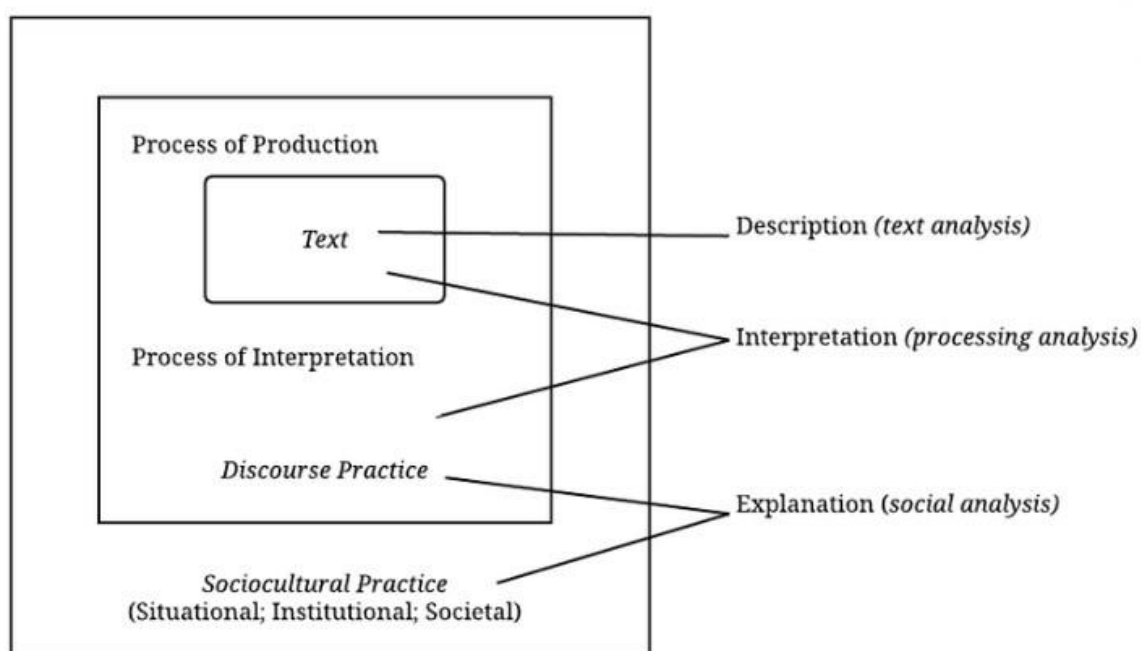 Process of Production
Text
Description (text analysis)
Interpretation (processing analysis)
Process of Interpretation
Discourse Practice
Explanation (social analysis)
Sociocultural Practice
(Situational; Institutional; Societal)